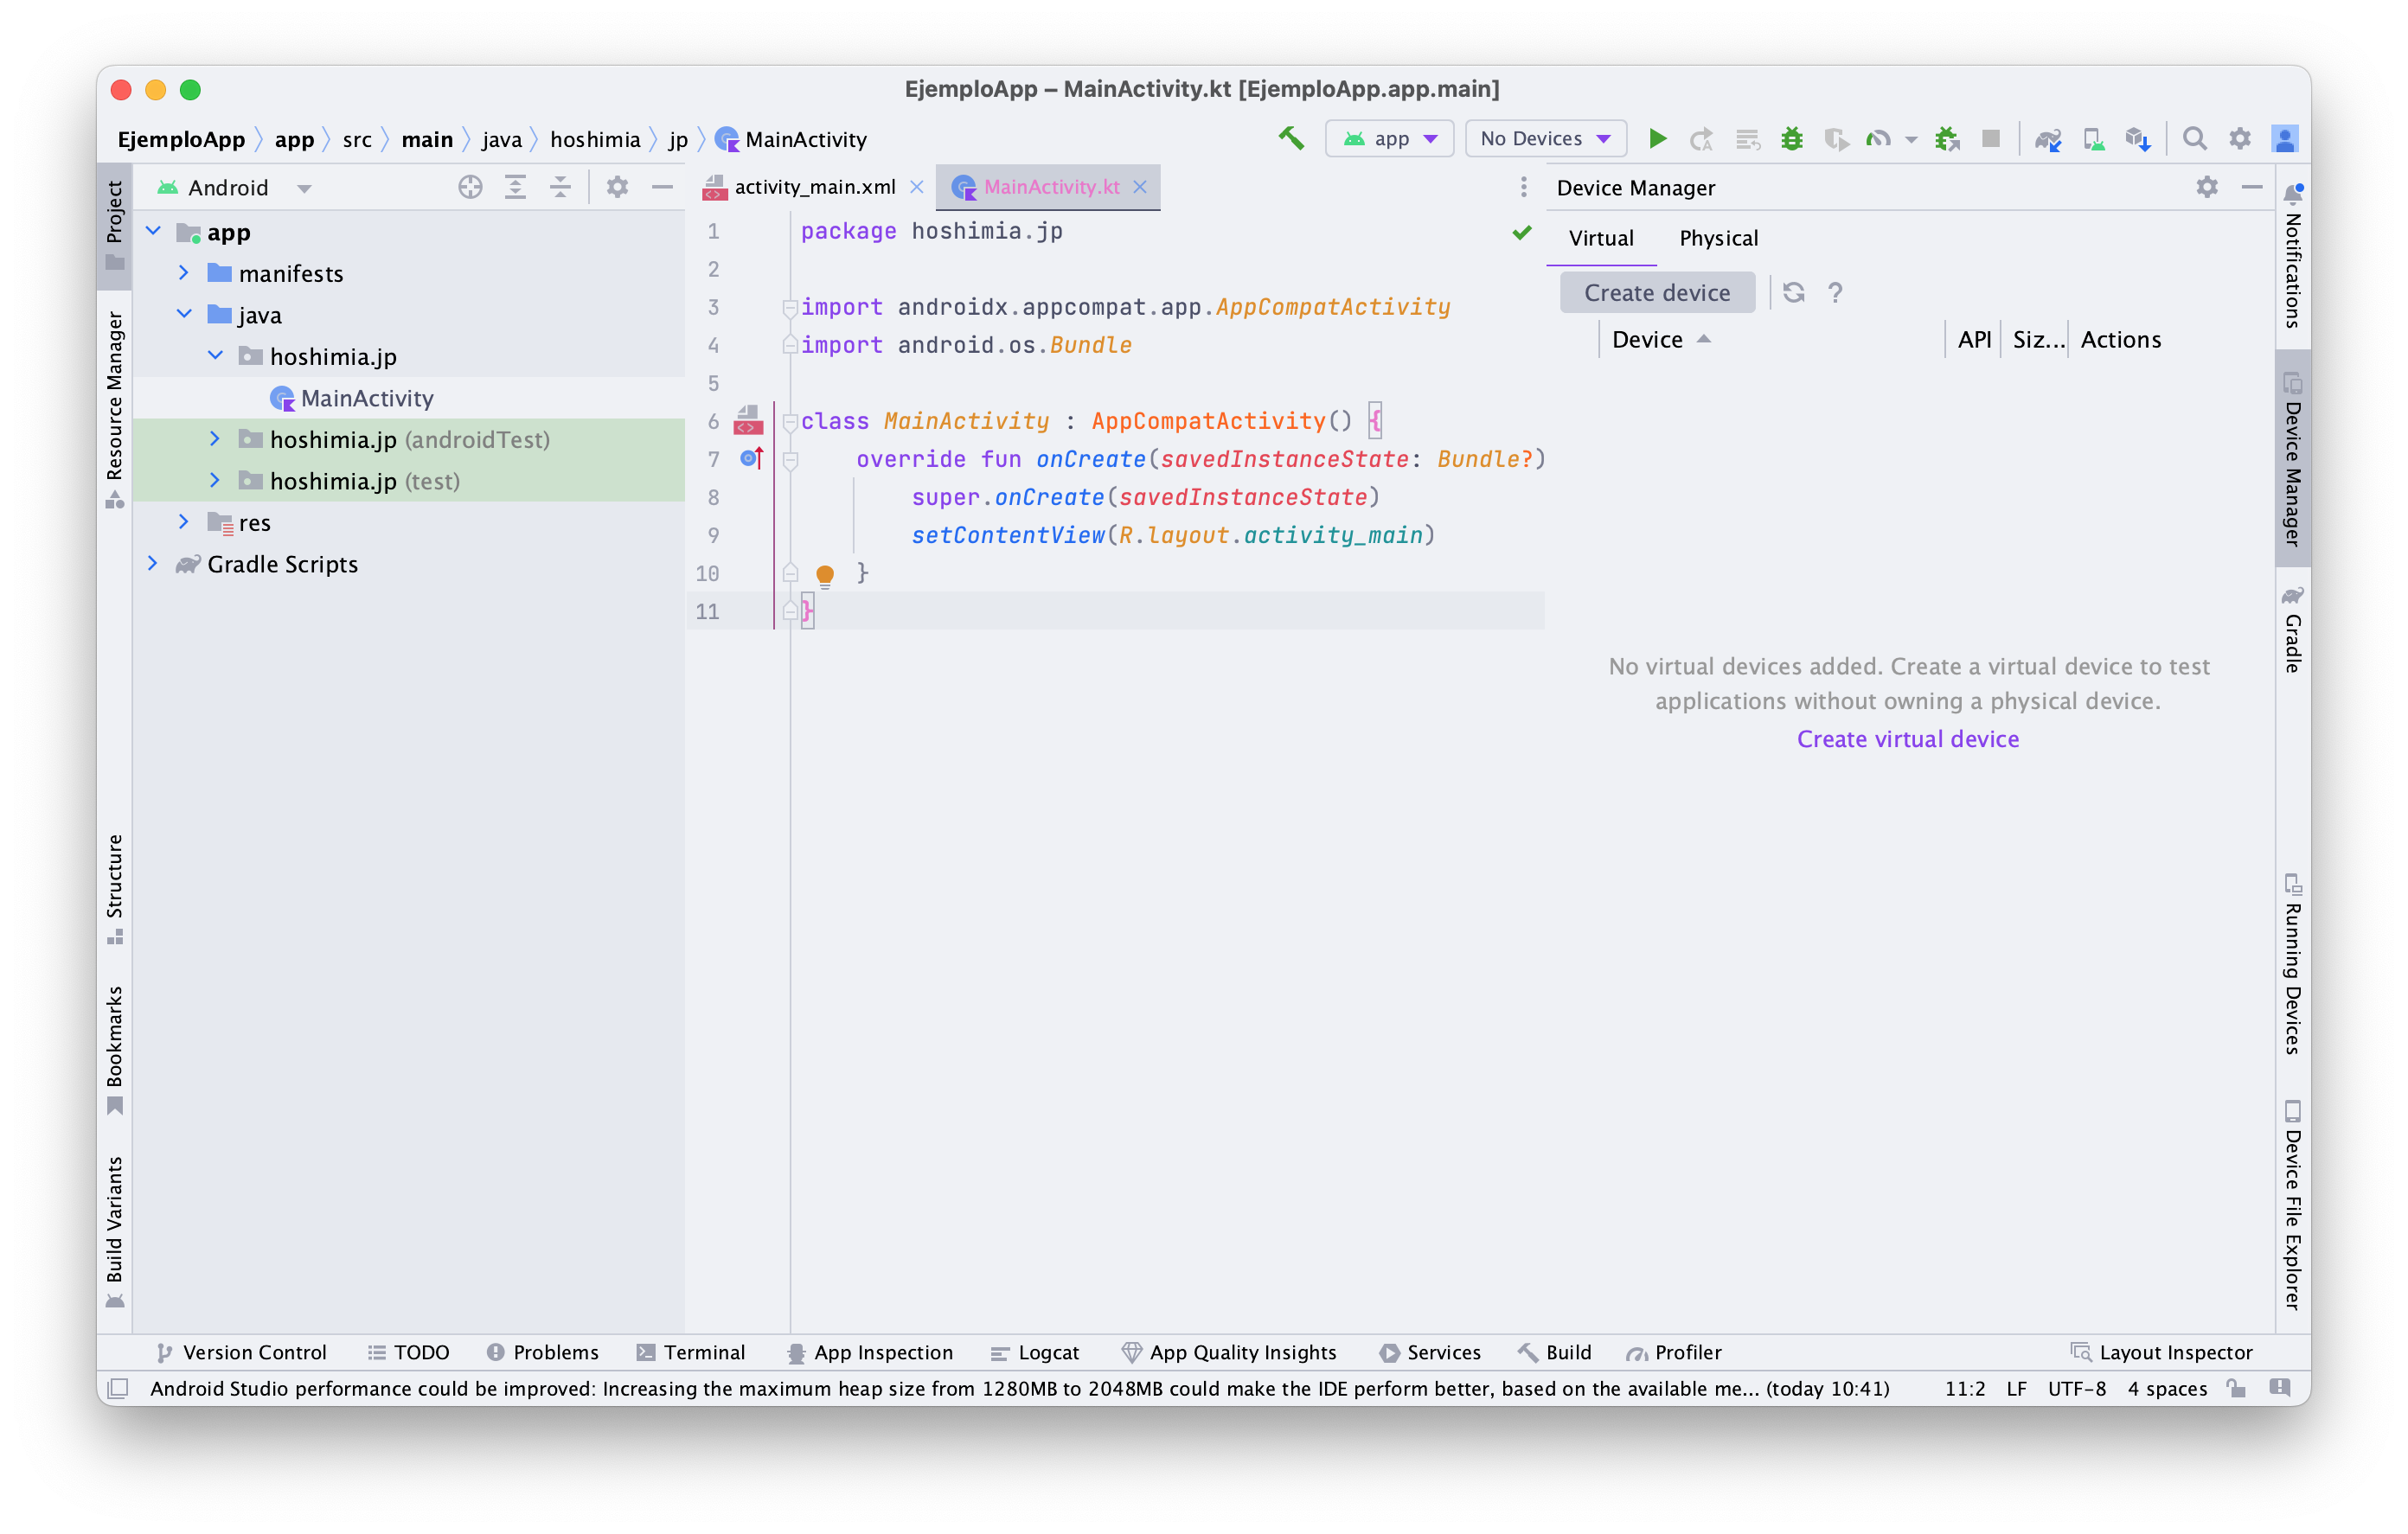 EjemploApp – MainActivity.kt [EjemploApp.app.main]
EjemploApp app src main java hoshimia jp MainActivity
app No Devices
Project
Resource Manager
Structure
Bookmarks
Build Variants
Android
app
manifests
java
hoshimia.jp
MainActivity
hoshimia.jp (androidTest)
hoshimia.jp (test)
res
Gradle Scripts
activity_main.xml MainActivity.kt
1 package hoshimia.jp
2
3 import androidx.appcompat.app.AppCompatActivity
4 import android.os.Bundle
5
6 class MainActivity : AppCompatActivity() {
7 override fun onCreate(savedInstanceState: Bundle?)
8 super.onCreate(savedInstanceState)
9 setContentView(R.layout.activity_main)
10 }
11 }
Device Manager
Virtual Physical
Create device ?
Device API Siz... Actions
No virtual devices added. Create a virtual device to test
applications without owning a physical device.
Create virtual device
Notifications
Device Manager
Gradle
Running Devices
Device File Explorer
Version Control TODO Problems Terminal App Inspection Logcat App Quality Insights Services Build Profiler Layout Inspector
Android Studio performance could be improved: Increasing the maximum heap size from 1280MB to 2048MB could make the IDE perform better, based on the available me... (today 10:41) 11:2 LF UTF-8 4 spaces